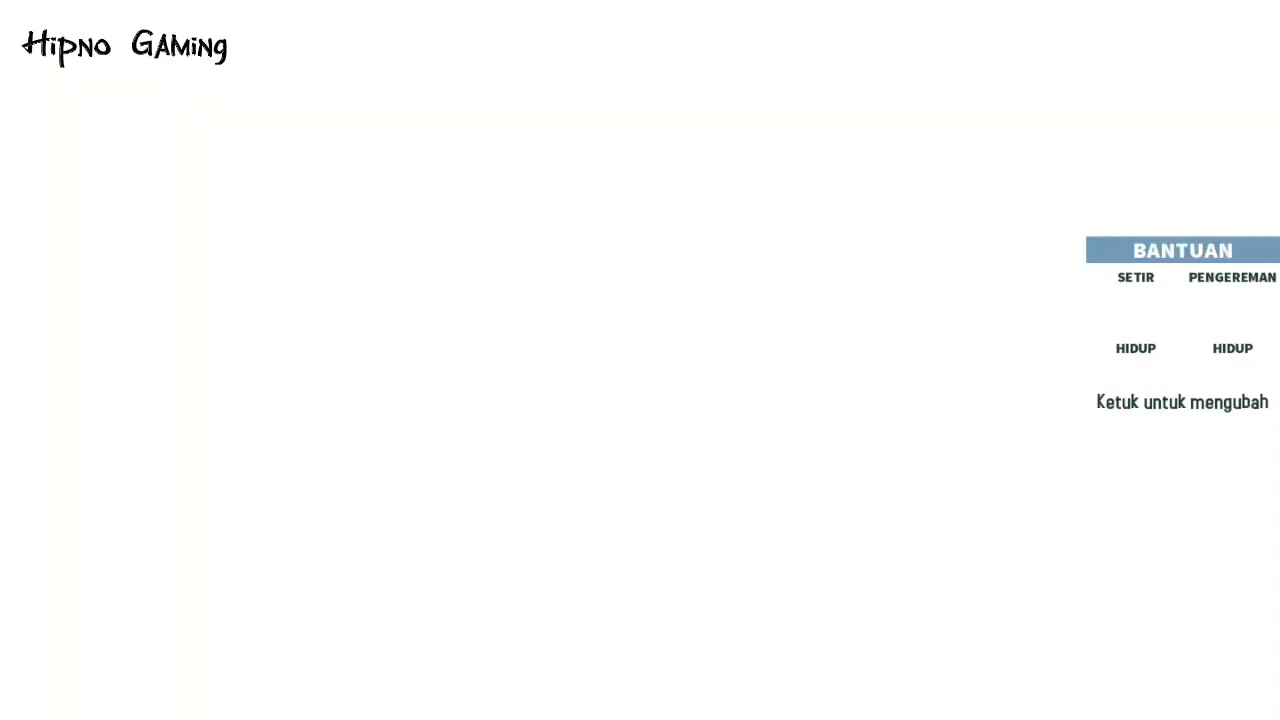 Hipno Gaming
BANTUAN
SETIR PENGEREMAN
HIDUP HIDUP
Ketuk untuk mengubah